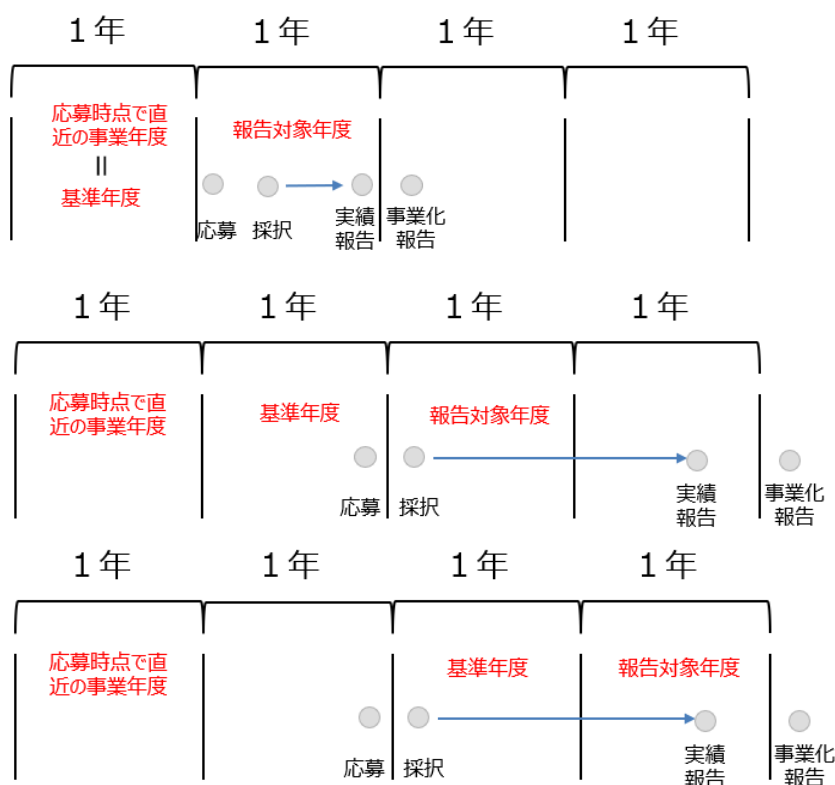 1年 1年 1年 1年
応募時点で直
近の事業年度
=
基準年度
報告対象年度
応募 採択 実績
報告
事業化
報告
1年 1年 1年 1年
応募時点で直
近の事業年度
基準年度
報告対象年度
応募 採択 実績
報告
事業化
報告
1年 1年 1年 1年
応募時点で直
近の事業年度
基準年度
報告対象年度
応募 採択 実績
報告
事業化
報告